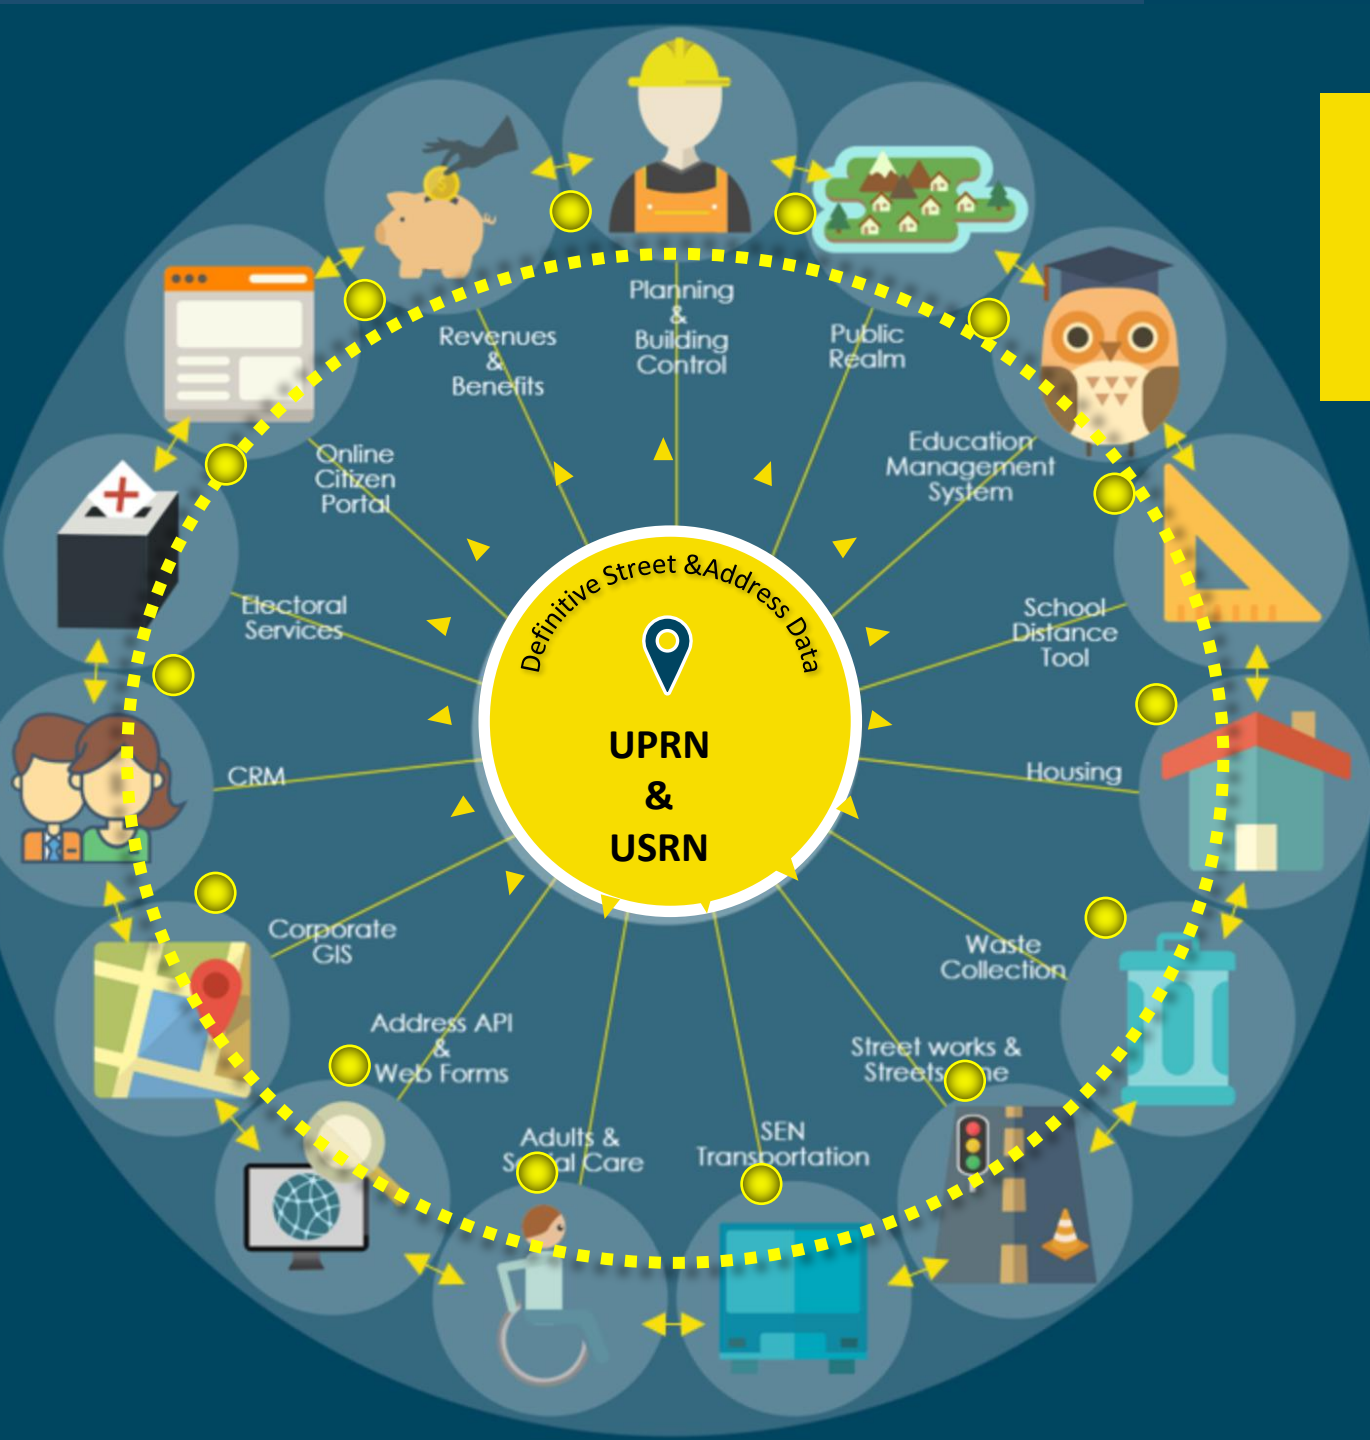 Planning
&
Building
Control
Revenues
&
Benefits
Public
Realm
Online
Citizen
Portal
Education
Management
System
Electoral
Services
School
Distance
Tool
Definitive Street &Address Data
UPRN
&
USRN
CRM
Housing
Corporate
GIS
Waste
Collection
Address API
&
Web Forms
Street works &
Adults &
Care
SEN
Transportation